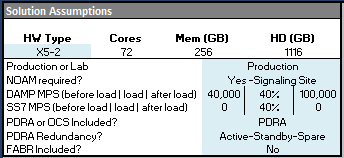 Solution Assumptions
HW Type Cores Mem (GB) HD (GB)
X5-2 72 256 1116
Production or Lab Production
NOAM required? Yes -Signaling Site
DAMP MPS (before load | load | after load) 40,000 40% 100,000
SS7 MPS (before load | load | after load) 0 40% 0
PDRA or OCS Included? PDRA
PDRA Redundancy? Active-Standby-Spare
FABR Included? No